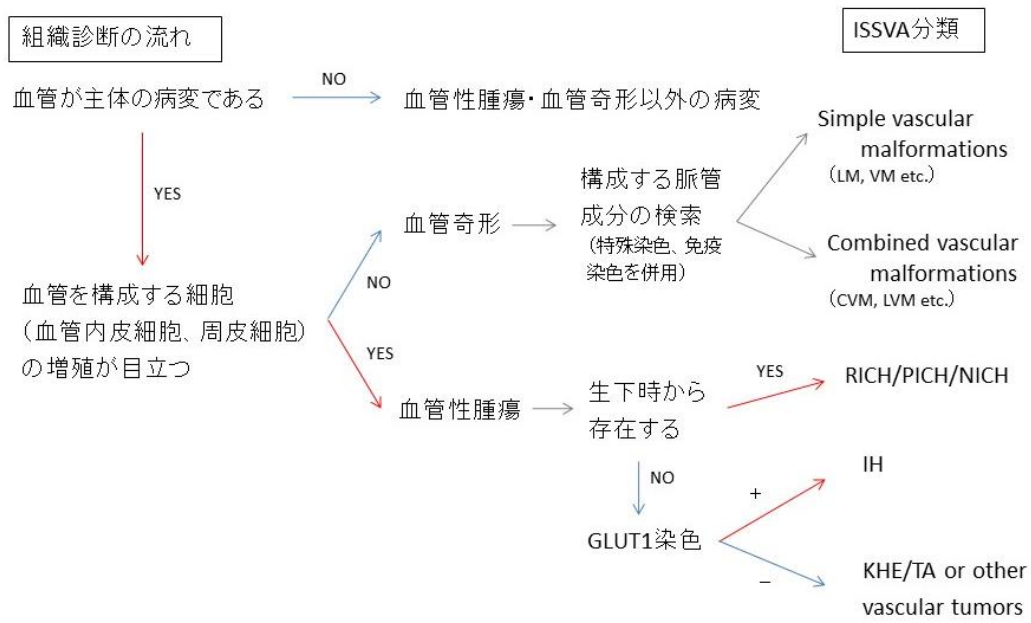 組織診断の流れ
ISSVA分類
血管が主体の病変である
NO
血管性腫瘍・血管奇形以外の病変
YES
Simple vascular
malformations
(LM, VM etc.)
構成する脈管
成分の検索
(特殊染色、免疫
染色を併用)
血管奇形
Combined vascular
malformations
(CVM, LVM etc.)
NO
血管を構成する細胞
(血管内皮細胞、周皮細胞)
の増殖が目立つ
YES
血管性腫瘍
生下時から
存在する
YES
RICH/PICH/NICH
NO
+
IH
GLUT1染色
−
KHE/TA or other
vascular tumors